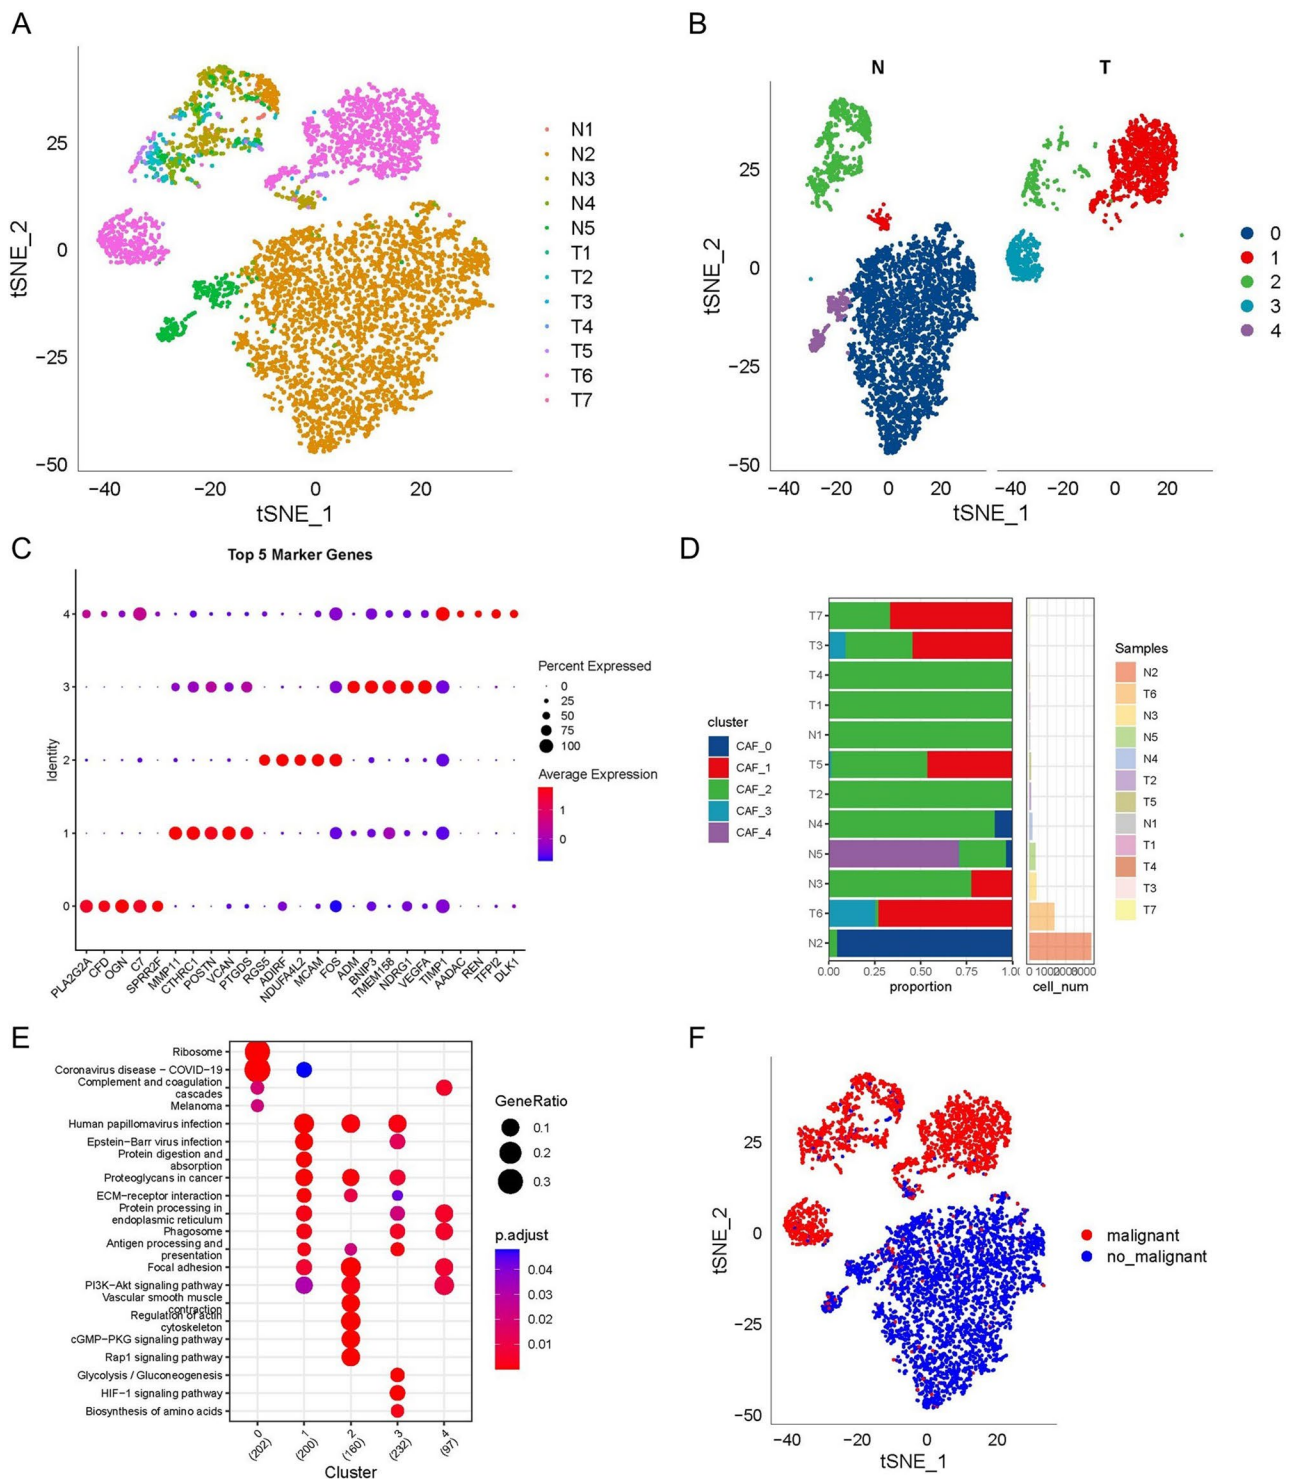 A
25
0
−25
−50
−40
−20
0
20
tSNE_1
tSNE_2
N1
N2
N3
N4
N5
T1
T2
T3
T4
T5
T6
T7
B
N
T
25
0
−25
−50
−40
−20
0
20
−40
−20
0
20
tSNE_1
tSNE_2
0
1
2
3
4
C
Top 5 Marker Genes
4
3
2
1
0
Identity
PLA2G2A
CFD
OGN
C7
SPRR2F
MMP11
CTHRC1
POSTN
VCAN
PTGDS
RGS5
ADIRF
NDUFA4L2
MCAM
FOS
ADM
BNIP3
TMEM158
NDRG1
VEGFA
TIMP1
AADAC
REN
TFPI2
DLK1
Percent Expressed
0
25
50
75
100
Average Expression
1
0
D
cluster
CAF_0
CAF_1
CAF_2
CAF_3
CAF_4
T7
T3
T4
T1
N1
T5
T2
N4
N5
N3
T6
N2
0.00
0.25
0.50
0.75
1.0
proportion
0
1000
2000
3000
cell_num
Samples
N2
T6
N3
N5
N4
T2
T5
N1
T1
T4
T3
T7
E
Ribosome
Coronavirus disease − COVID−19
Complement and coagulation
cascades
Melanoma
Human papillomavirus infection
Epstein−Barr virus infection
Protein digestion and
absorption
Proteoglycans in cancer
ECM−receptor interaction
Protein processing in
endoplasmic reticulum
Phagosome
Antigen processing and
presentation
Focal adhesion
PI3K−Akt signaling pathway
Vascular smooth muscle
contraction
Regulation of actin
cytoskeleton
cGMP−PKG signaling pathway
Rap1 signaling pathway
Glycolysis / Gluconeogenesis
HIF−1 signaling pathway
Biosynthesis of amino acids
0
(202)
1
(200)
2
(160)
3
(232)
4
(97)
Cluster
GeneRatio
0.1
0.2
0.3
p.adjust
0.04
0.03
0.02
0.01
F
25
0
−25
−50
−40
−20
0
20
tSNE_1
tSNE_2
malignant
no_malignant